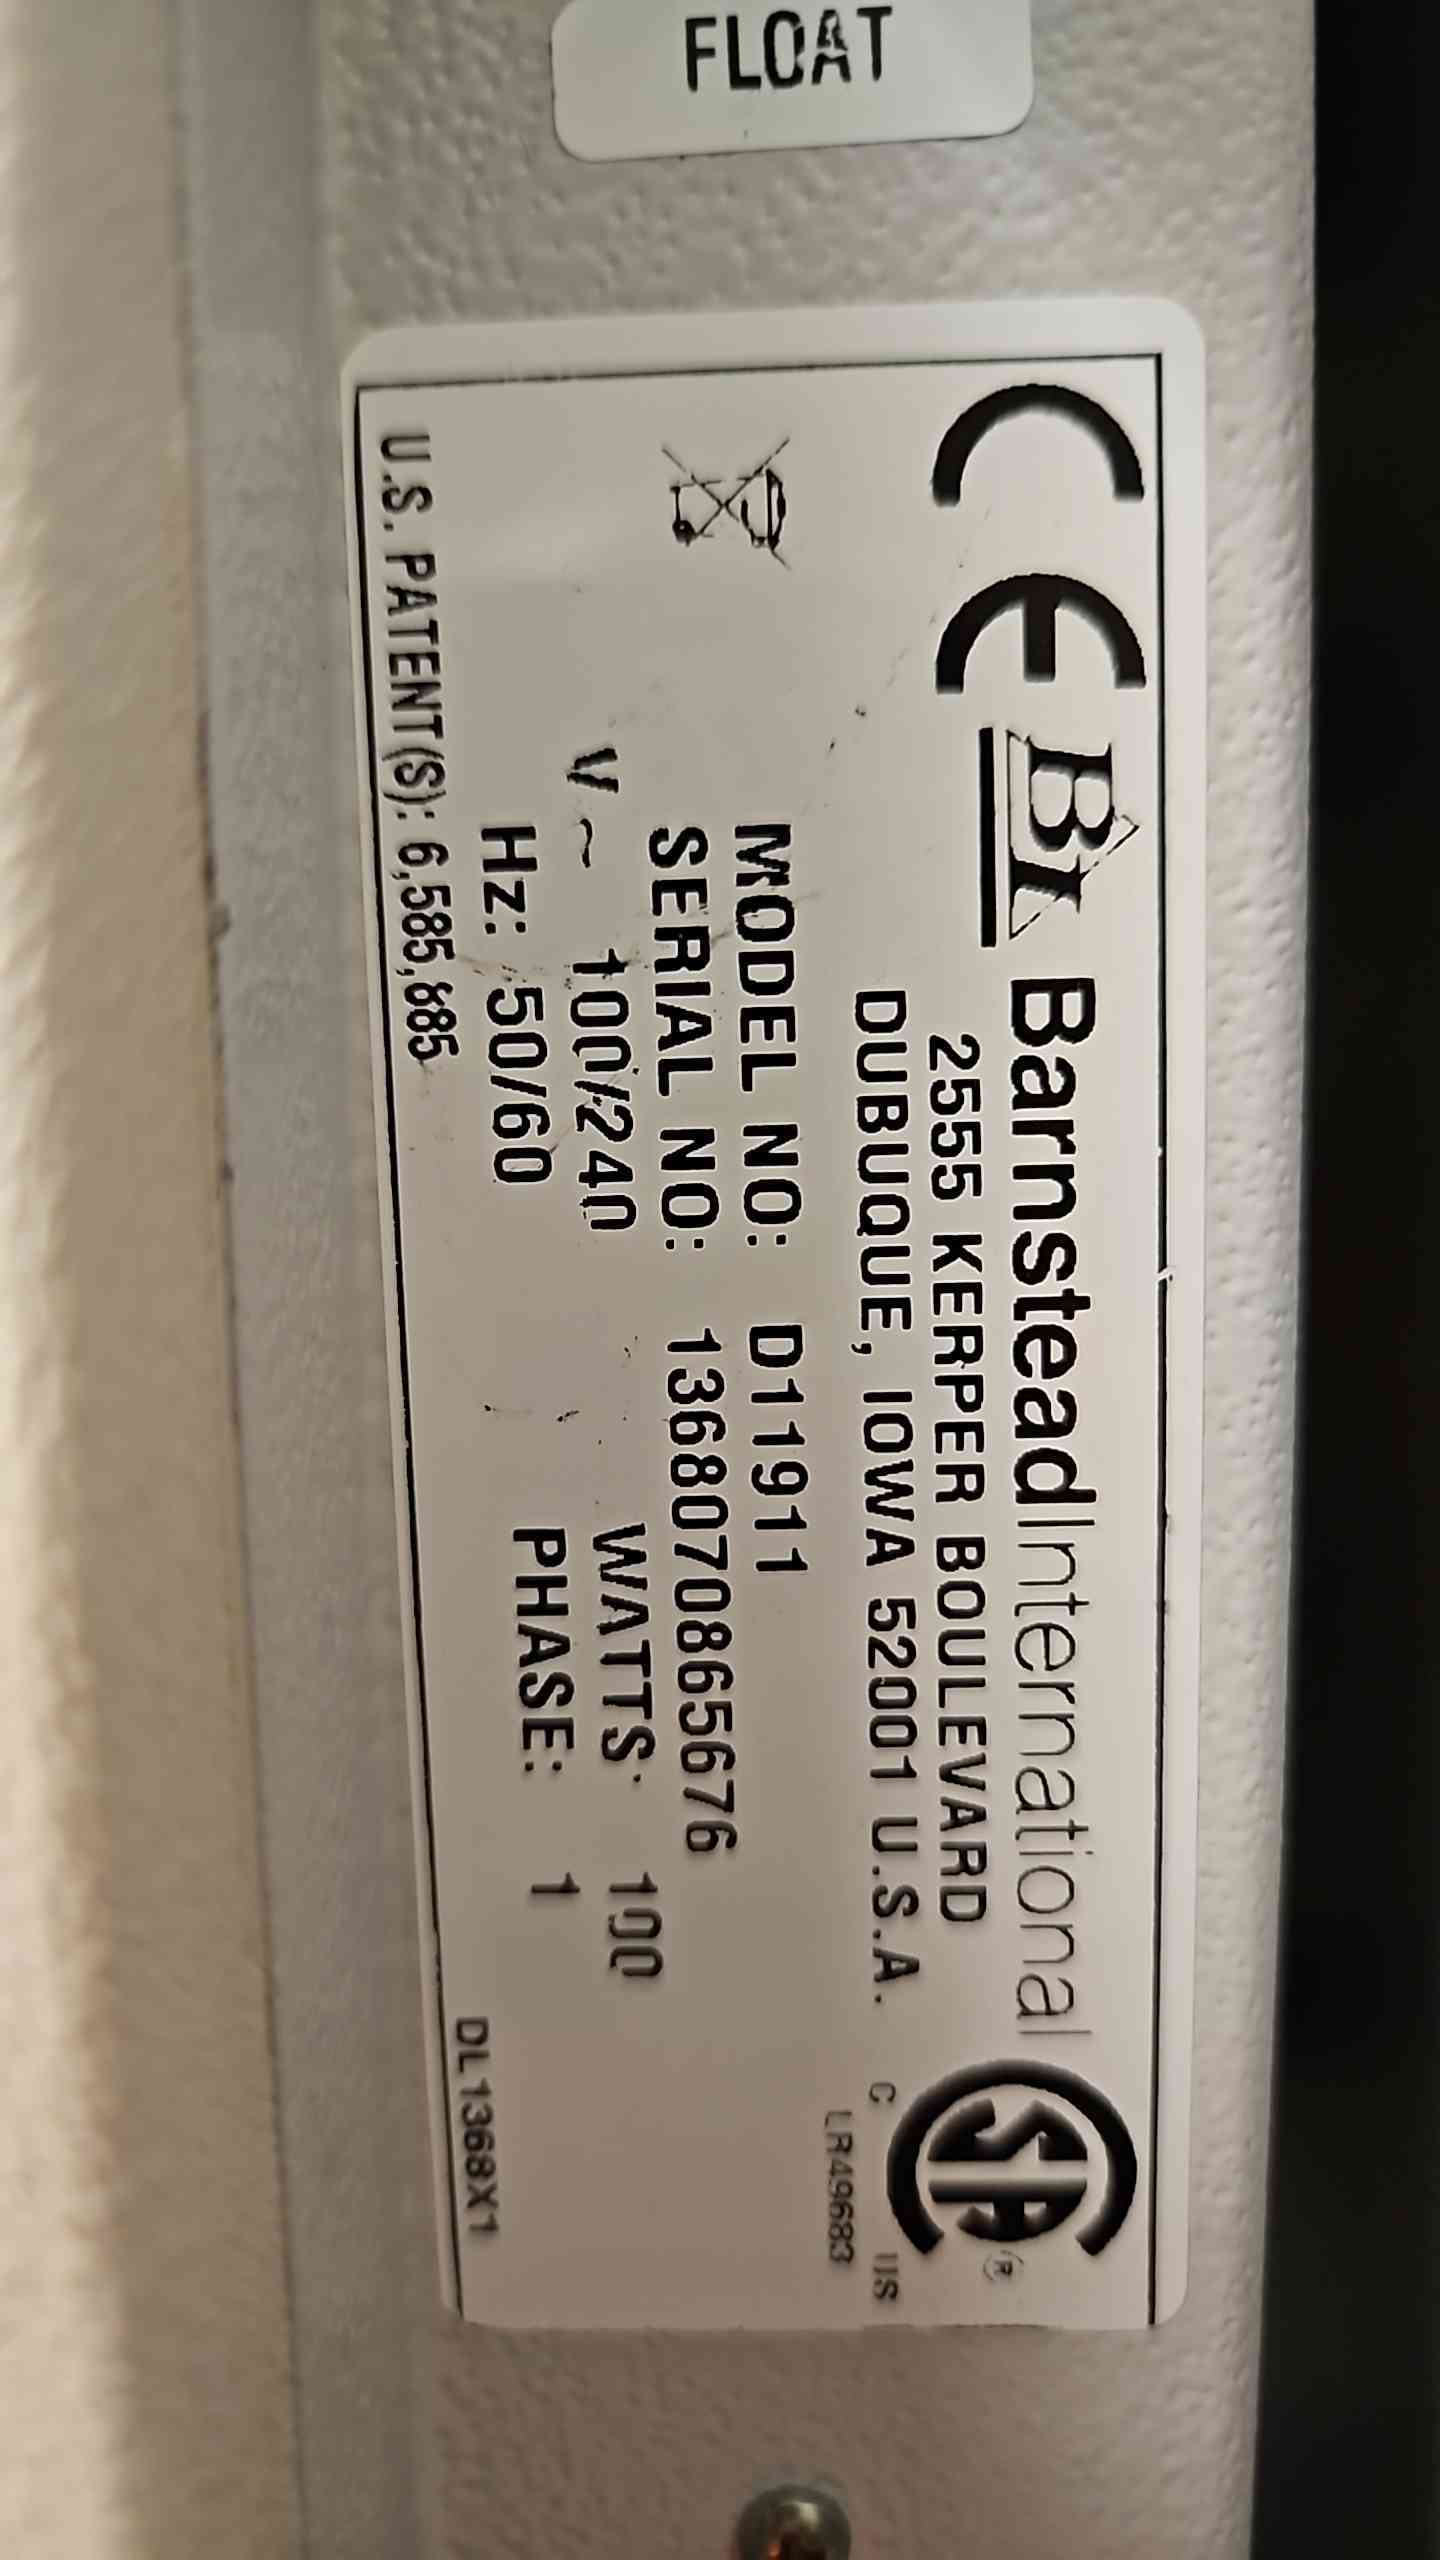 FLOAT
CE BI Barnstead International
2555 KERPER BOULEVARD
DUBUQUE, IOWA 52001 U.S.A.
SA ®
C US
LR49683
MODEL NO: D11911
SERIAL NO: 1368070865676
V ~ 100/240 WATTS: 100
Hz: 50/60 PHASE: 1
U.S. PATENT(S): 6,585,885
DL1368X1